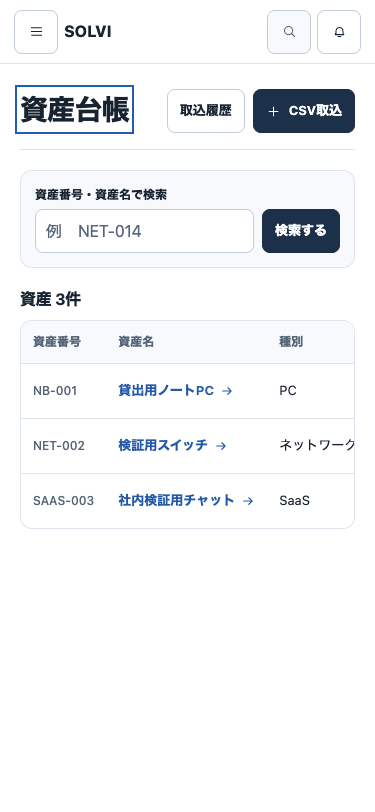 SOLVI
資産台帳
取込履歴
＋ CSV取込
資産番号・資産名で検索
例　NET-014
検索する
資産 3件
資産番号 資産名 種別
NB-001 貸出用ノートPC → PC
NET-002 検証用スイッチ → ネットワーク
SAAS-003 社内検証用チャット → SaaS